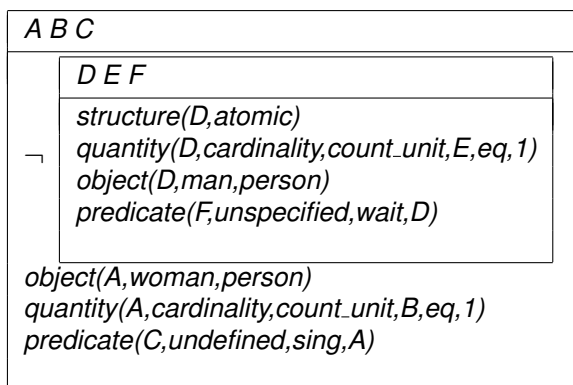 A B C
D E F
structure(D,atomic)
¬ quantity(D,cardinality,count_unit,E,eq,1)
object(D,man,person)
predicate(F,unspecified,wait,D)
object(A,woman,person)
quantity(A,cardinality,count_unit,B,eq,1)
predicate(C,undefined,sing,A)